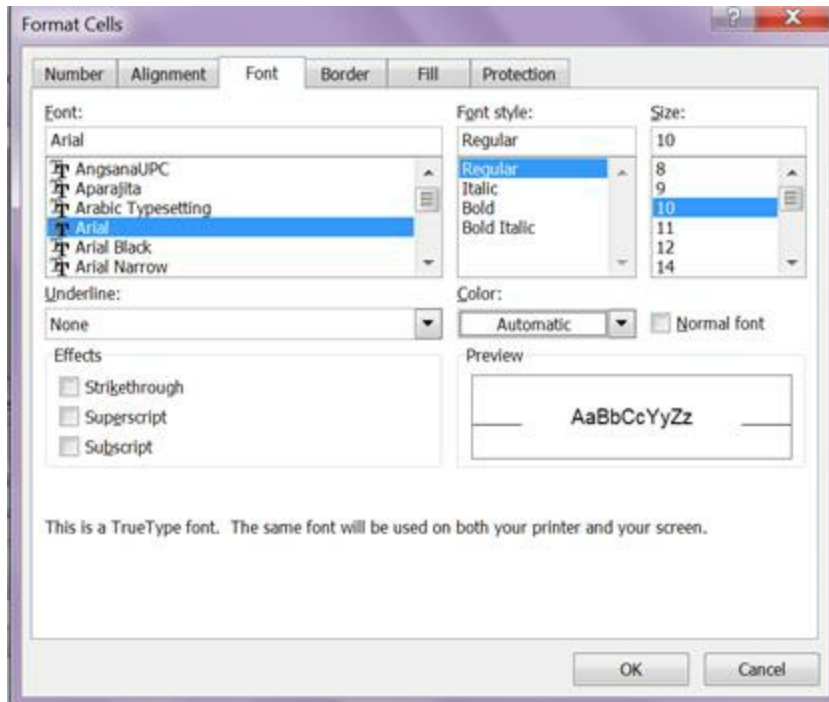 Format Cells
?
X
Number Alignment Font Border Fill Protection
Font: Font style: Size:
Arial Regular 10
AngsanaUPC Regular 8
Aparajita Italic 9
Arabic Typesetting Bold 10
Arial Bold Italic 11
Arial Black 12
Arial Narrow 14
Underline: Color:
None Automatic Normal font
Effects Preview
Strikethrough
Superscript AaBbCcYyZz
Subscript
This is a TrueType font. The same font will be used on both your printer and your screen.
OK Cancel